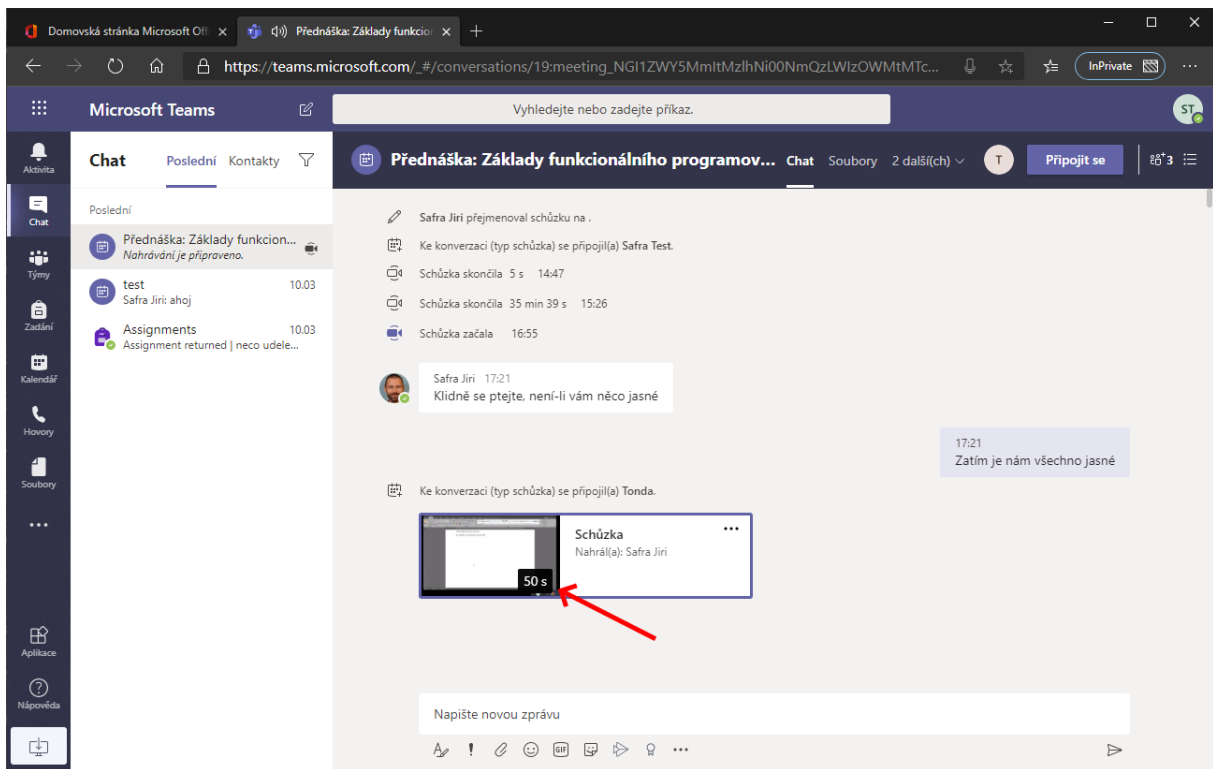 Domovská stránka Microsoft Off
Přednáška: Základy funkcion
https://teams.microsoft.com/_#/conversations/19:meeting_NGI1ZWY5MmItMzlhNi00NmQzLWIzOWMtMTc...
InPrivate
Microsoft Teams
Vyhledejte nebo zadejte příkaz.
ST
Aktivita
Chat
Týmy
Zadání
Kalendář
Hovory
Soubory
Aplikace
Nápověda
Chat Poslední Kontakty
Poslední
Přednáška: Základy funkcion...
Nahrávání je připraveno.
test 10.03
Safra Jiri: ahoj
Assignments 10.03
Assignment returned | neco udele...
Přednáška: Základy funkcionálního programov... Chat Soubory 2 další(ch) T Připojit se 3
Safra Jiri přejmenoval schůzku na .
Ke konverzaci (typ schůzka) se připojil(a) Safra Test.
Schůzka skončila 5 s 14:47
Schůzka skončila 35 min 39 s 15:26
Schůzka začala 16:55
Safra Jiri 17:21
Klidně se ptejte, není-li vám něco jasné
17:21
Zatím je nám všechno jasné
Ke konverzaci (typ schůzka) se připojil(a) Tonda.
Schůzka
Nahrál(a): Safra Jiri
50 s
Napište novou zprávu
GIF